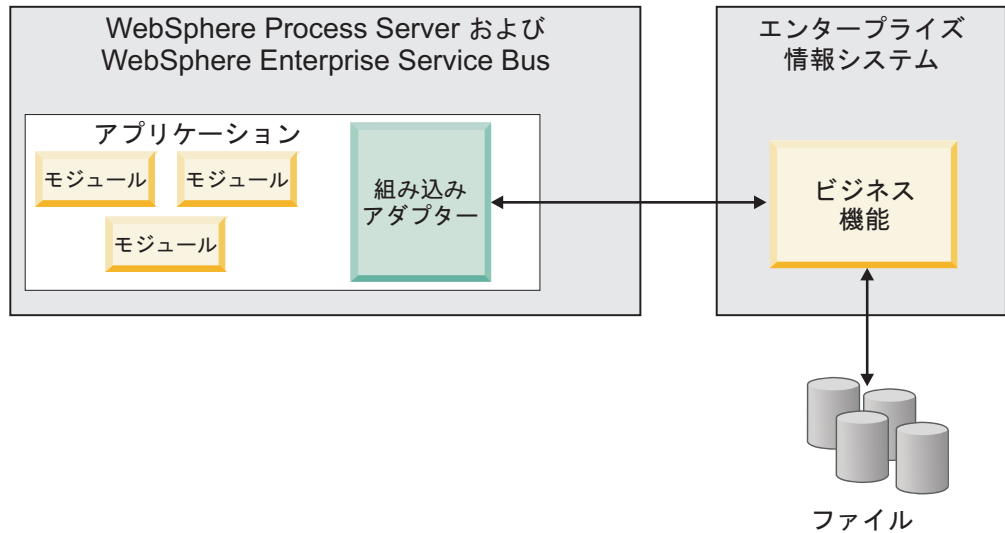 WebSphere Process Server および
WebSphere Enterprise Service Bus
アプリケーション
モジュール
モジュール
モジュール
組み込み
アダプター
エンタープライズ
情報システム
ビジネス
機能
ファイル